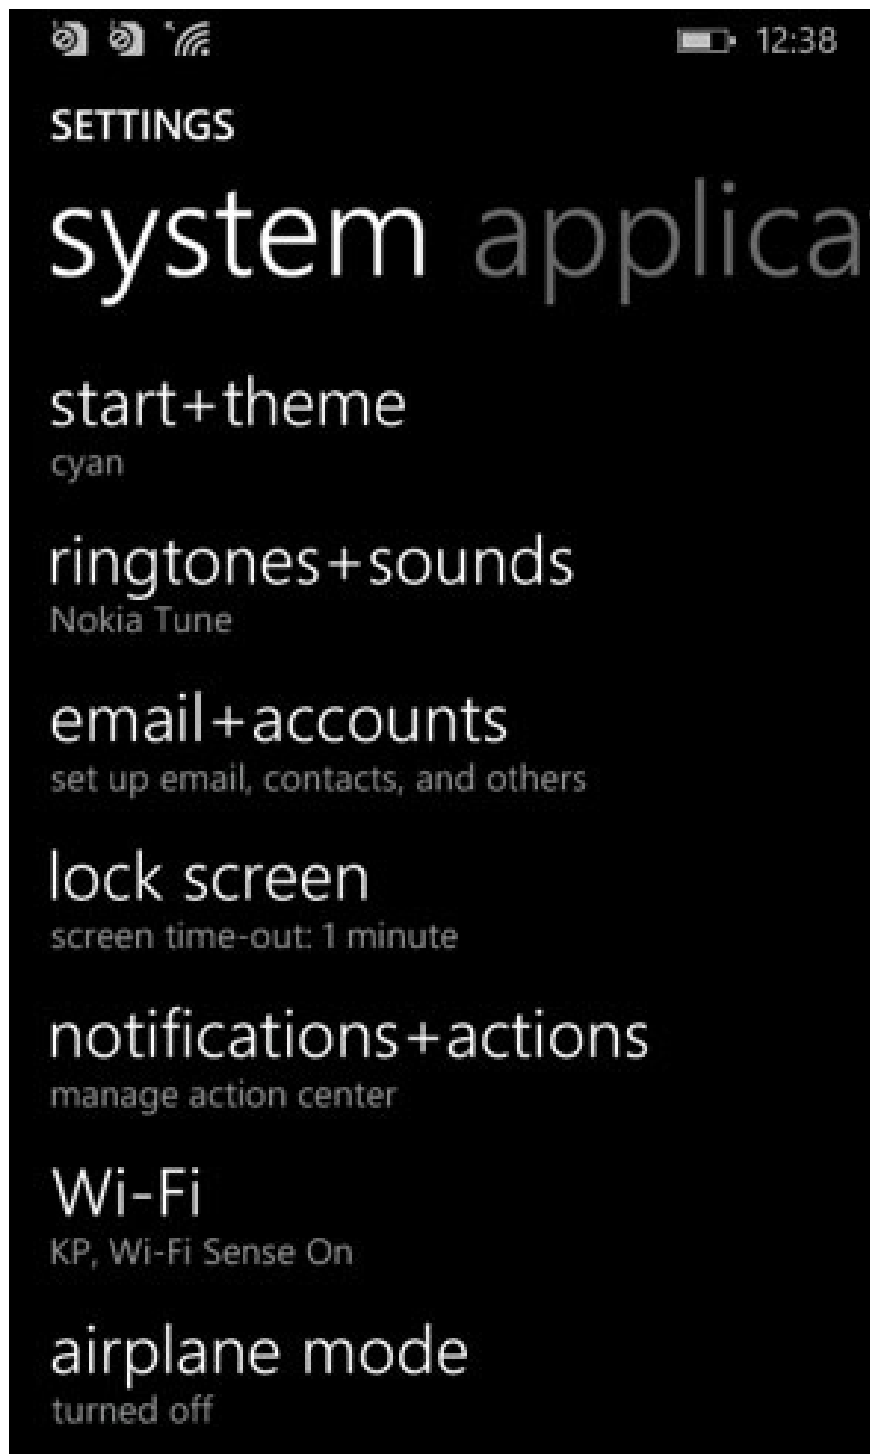 12:38
SETTINGS
system applica
start+theme
cyan
ringtones+sounds
Nokia Tune
email+accounts
set up email, contacts, and others
lock screen
screen time-out: 1 minute
notifications+actions
manage action center
Wi-Fi
KP, Wi-Fi Sense On
airplane mode
turned off